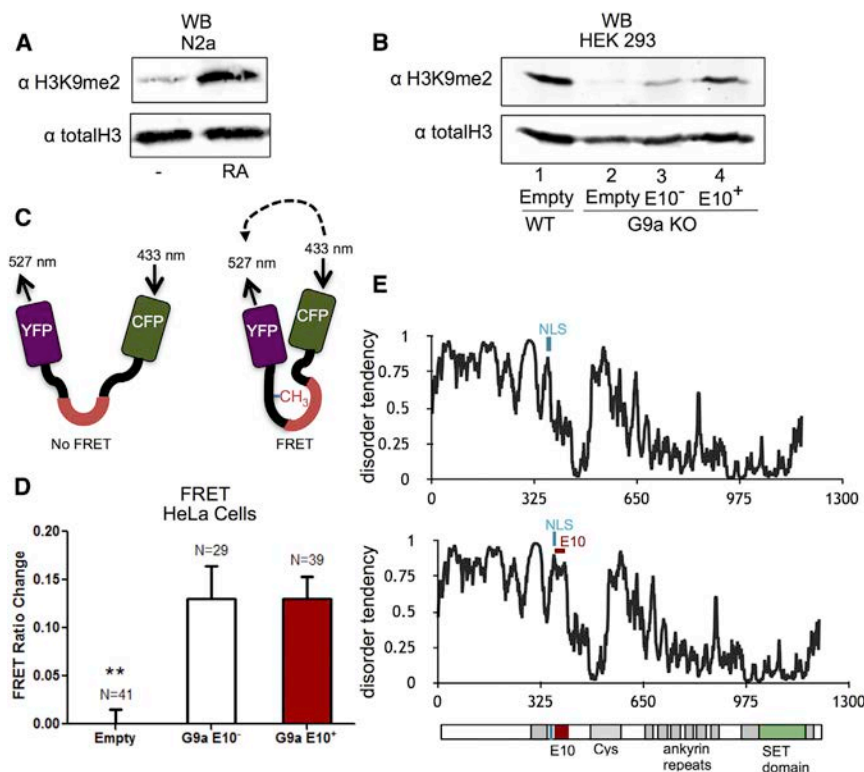 A
WB
N2a
α H3K9me2
α totalH3
- RA
B
WB
HEK 293
α H3K9me2
α totalH3
1 2 3 4
Empty Empty E10⁻ E10⁺
WT G9a KO
C
527 nm 433 nm
YFP CFP
No FRET
527 nm 433 nm
YFP CFP
-CH₃
FRET
D
FRET
HeLa Cells
FRET Ratio Change
0.20
0.15
0.10
0.05
0.00
**
N=41 N=29 N=39
Empty G9a E10⁻ G9a E10⁺
E
disorder tendency
1
0.75
0.5
0.25
0
NLS
0 325 650 975 1300
disorder tendency
1
0.75
0.5
0.25
0
NLS
E10
0 325 650 975 1300
E10 Cys ankyrin repeats SET domain